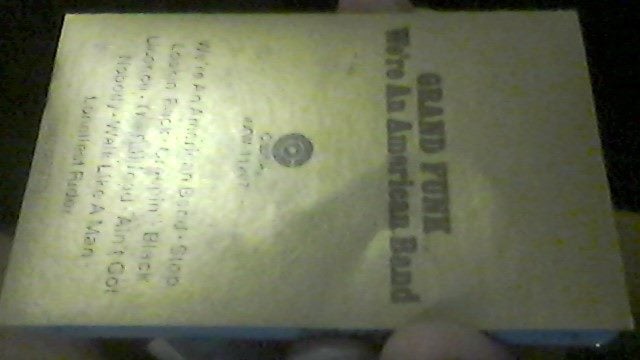 GRAND FUNK
We're An American Band
We're An American Band • Stop
Lookin' Back • Creepin' • Black
Licorice • The Railroad • Ain't Got
Nobody • Walk Like A Man
Loneliest Rider